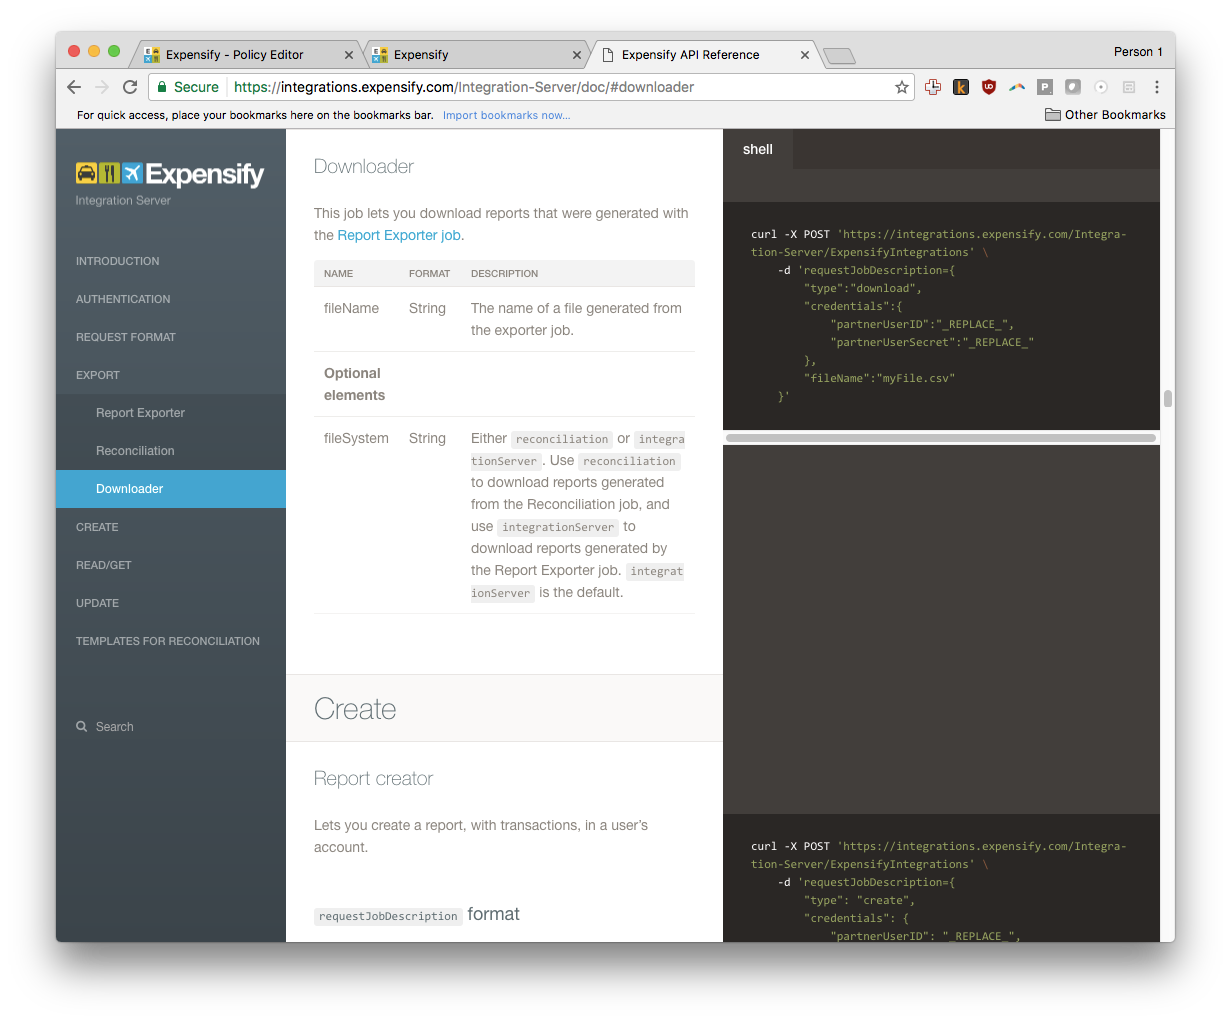 Expensify - Policy Editor
Expensify
Expensify API Reference
Person 1
Secure
https://integrations.expensify.com/Integration-Server/doc/#downloader
For quick access, place your bookmarks here on the bookmarks bar. Import bookmarks now...
Other Bookmarks
Expensify
Integration Server
INTRODUCTION
AUTHENTICATION
REQUEST FORMAT
EXPORT
Report Exporter
Reconciliation
Downloader
CREATE
READ/GET
UPDATE
TEMPLATES FOR RECONCILIATION
Search
Downloader
This job lets you download reports that were generated with
the Report Exporter job.
NAME FORMAT DESCRIPTION
fileName String The name of a file generated from
the exporter job.
Optional
elements
fileSystem String Either reconciliation or integra
tionServer. Use reconciliation
to download reports generated
from the Reconciliation job, and
use integrationServer to
download reports generated by
the Report Exporter job. integrat
ionServer is the default.
Create
Report creator
Lets you create a report, with transactions, in a user's
account.
requestJobDescription format
shell
curl -X POST 'https://integrations.expensify.com/Integra-
tion-Server/ExpensifyIntegrations' \
-d 'requestJobDescription={
"type":"download",
"credentials":{
"partnerUserID":"_REPLACE_",
"partnerUserSecret":"_REPLACE_"
},
"fileName":"myFile.csv"
}'
curl -X POST 'https://integrations.expensify.com/Integra-
tion-Server/ExpensifyIntegrations' \
-d 'requestJobDescription={
"type": "create",
"credentials": {
"partnerUserID": "_REPLACE_",